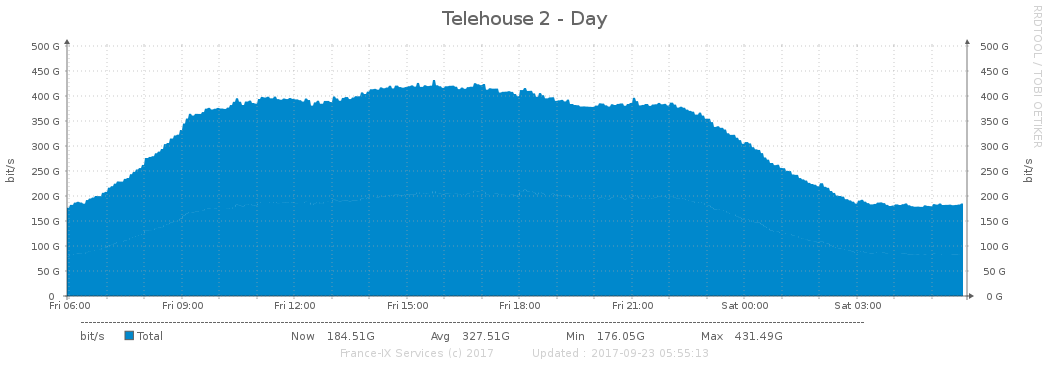 Telehouse 2 - Day
RRDTOOL / TOBI OETIKER
bit/s
500 G 500 G
450 G 450 G
400 G 400 G
350 G 350 G
300 G 300 G
250 G 250 G
200 G 200 G
150 G 150 G
100 G 100 G
50 G 50 G
0 0 G
bit/s
Fri 06:00 Fri 09:00 Fri 12:00 Fri 15:00 Fri 18:00 Fri 21:00 Sat 00:00 Sat 03:00
bit/s Total Now 184.51G Avg 327.51G Min 176.05G Max 431.49G
France-IX Services (c) 2017 Updated : 2017-09-23 05:55:13